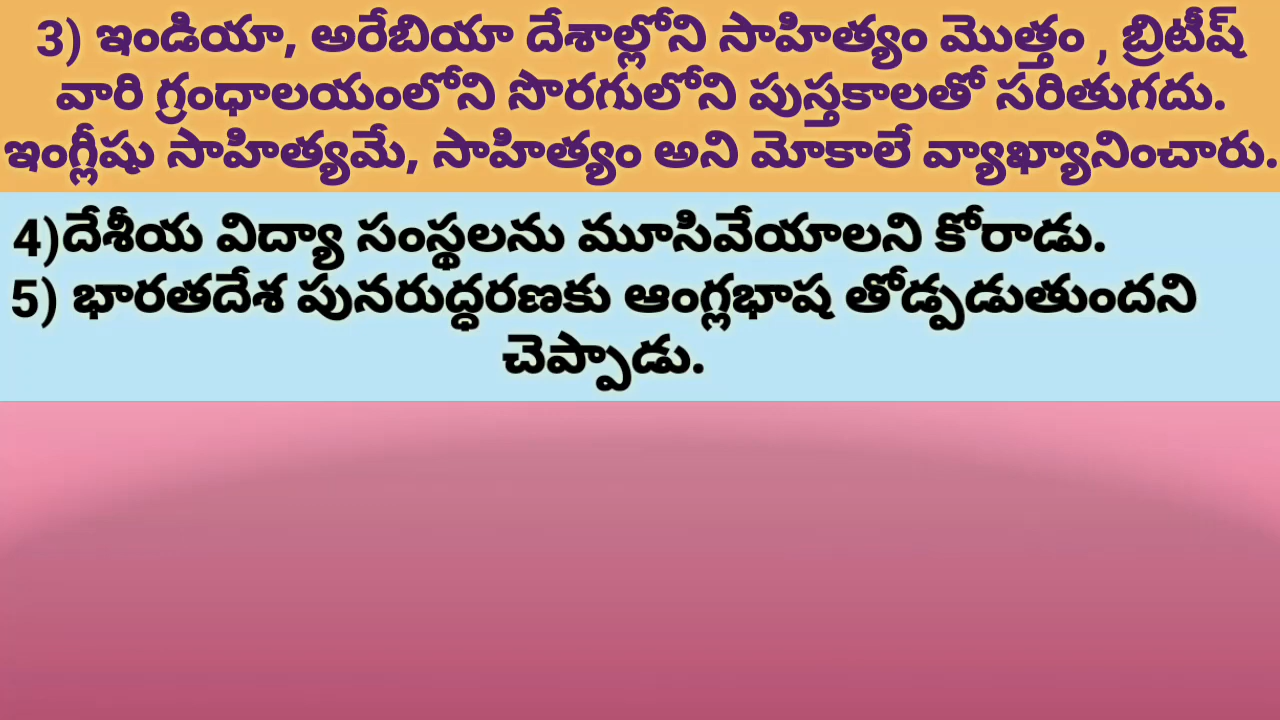 3) ఇండియా, అరేబియా దేశాల్లోని సాహిత్యం మొత్తం , బ్రిటీష్
వారి గ్రంధాలయంలోని సొరగులోని పుస్తకాలతో సరితుగదు.
ఇంగ్లీషు సాహిత్యమే, సాహిత్యం అని మోకాలే వ్యాఖ్యానించారు.
4)దేశీయ విద్యా సంస్థలను మూసివేయాలని కోరాడు.
5) భారతదేశ పునరుద్ధరణకు ఆంగ్లభాష తోడ్పడుతుందని
చెప్పాడు.